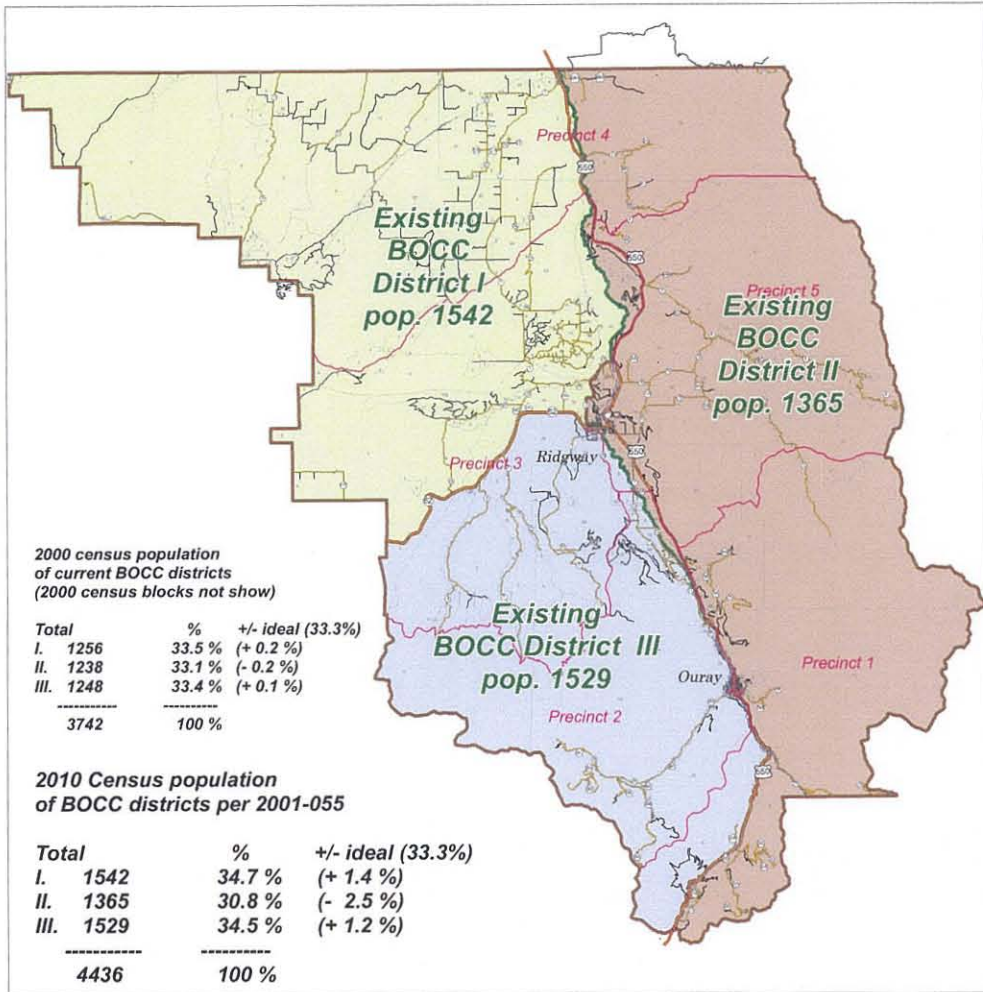 Precinct 4
550
Existing
BOCC
District I
pop. 1542
550
Precinct 5
Existing
BOCC
District II
pop. 1365
Ridgway
Precinct 3
550
2000 census population
of current BOCC districts
(2000 census blocks not show)
Total % +/- ideal (33.3%)
I. 1256 33.5 % (+ 0.2 %)
II. 1238 33.1 % (- 0.2 %)
III. 1248 33.4 % (+ 0.1 %)
----------- ----------
3742 100 %
Existing
BOCC District III
pop. 1529
Ouray
Precinct 1
Precinct 2
550
2010 Census population
of BOCC districts per 2001-055
Total % +/- ideal (33.3%)
I. 1542 34.7 % (+ 1.4 %)
II. 1365 30.8 % (- 2.5 %)
III. 1529 34.5 % (+ 1.2 %)
----------- ----------
4436 100 %